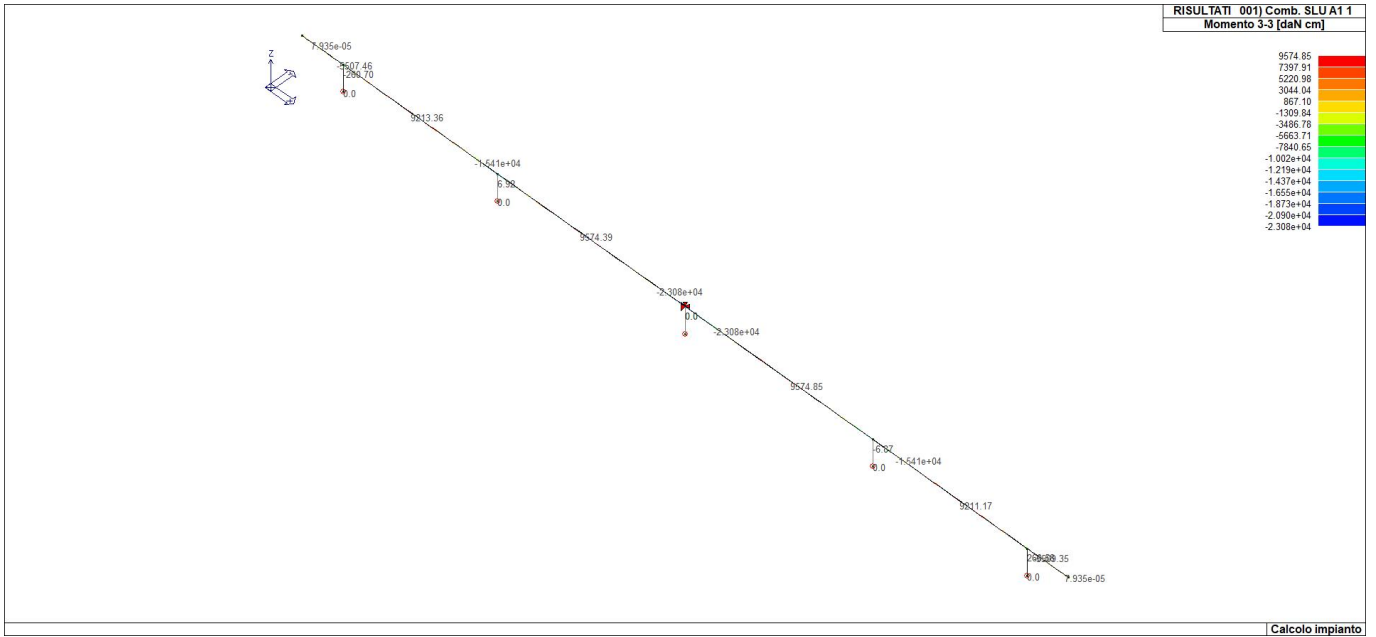 RISULTATI 001) Comb. SLU A1 1
Momento 3-3 [daN cm]
9574.85
7397.91
5220.98
3044.04
867.10
-1309.84
-3486.78
-5663.71
-7840.65
-1.002e+04
-1.219e+04
-1.437e+04
-1.655e+04
-1.873e+04
-2.090e+04
-2.308e+04
Z
7.935e-05
-260.70
0.0
9213.36
-1.541e+04
6.92
0.0
9574.39
-2.308e+04
0.0
-2.308e+04
9574.85
-6.87
-1.541e+04
0.0
9211.17
0.0
7.935e-05
Calcolo impianto